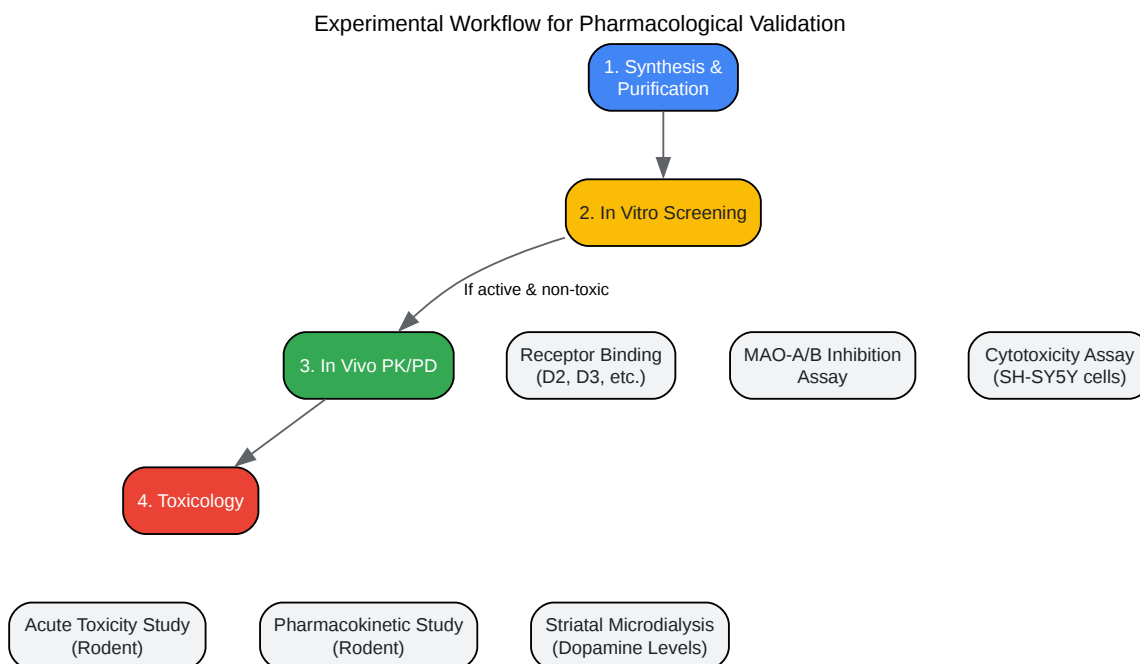 Experimental Workflow for Pharmacological Validation
1. Synthesis &
Purification
2. In Vitro Screening
If active & non-toxic
3. In Vivo PK/PD
Receptor Binding
(D2, D3, etc.)
MAO-A/B Inhibition
Assay
Cytotoxicity Assay
(SH-SY5Y cells)
4. Toxicology
Acute Toxicity Study
(Rodent)
Pharmacokinetic Study
(Rodent)
Striatal Microdialysis
(Dopamine Levels)